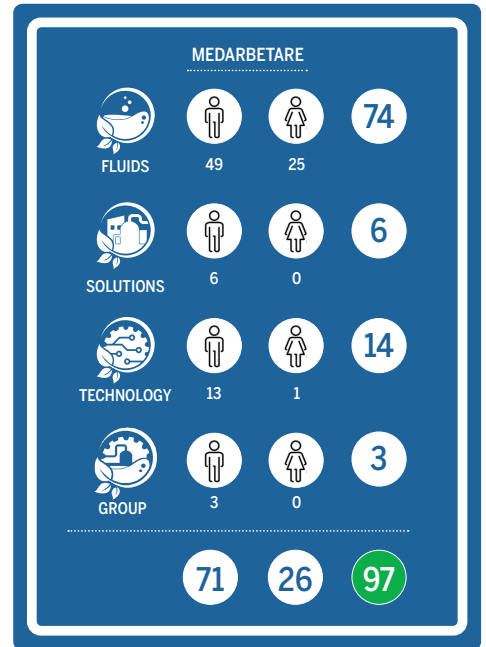 MEDARBETARE
74
FLUIDS 49 25
6
SOLUTIONS 6 0
14
TECHNOLOGY 13 1
3
GROUP 3 0
71 26 97